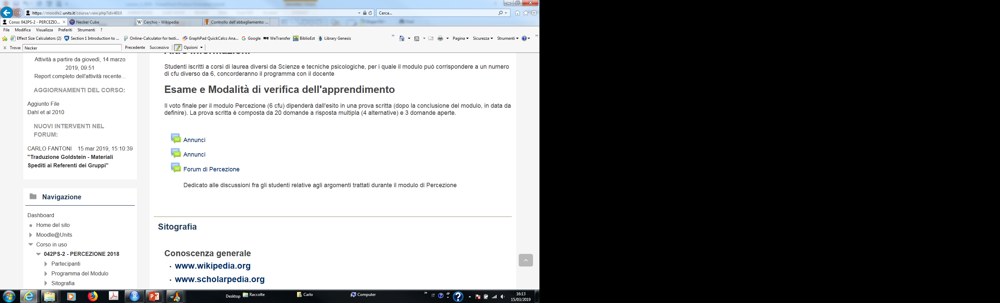 https://moodle2.units.it/course/view.php?id=4010
Cerca...
Corso: 042PS-2 - PERCEZIO...
Necker Cube
Cerchio - Wikipedia
Controllo dell'abbagliamento: ...
File Modifica Visualizza Preferiti Strumenti ?
Effect Size Calculators (2) Section 1 Introduction to ... Online-Calculator for testi... GraphPad QuickCalcs Ana... Google WeTransfer BiblioEst Library Genesis
Pagina Sicurezza Strumenti
Trova: Necker Precedente Successivo Opzioni
Attività a partire da giovedì, 14 marzo
2019, 09:51
Report completo dell'attività recente...
AGGIORNAMENTI DEL CORSO:
Aggiunto File
Dahl et al 2010
NUOVI INTERVENTI NEL
FORUM:
CARLO FANTONI 15 mar 2019, 15:10:39
"Traduzione Goldstein - Materiali
Spediti ai Referenti dei Gruppi"
Navigazione
Dashboard
Home del sito
Moodle@Units
Corso in uso
042PS-2 - PERCEZIONE 2018
Partecipanti
Programma del Modulo
Sitografia
Altre informazioni
Studenti iscritti a corsi di laurea diversi da Scienze e tecniche psicologiche, per i quale il modulo può corrispondere a un numero
di cfu diverso da 6, concorderanno il programma con il docente
Esame e Modalità di verifica dell'apprendimento
Il voto finale per il modulo Percezione (6 cfu) dipenderà dall'esito in una prova scritta (dopo la conclusione del modulo, in data da
definire). La prova scritta è composta da 20 domande a risposta multipla (4 alternative) e 3 domande aperte.
Annunci
Annunci
Forum di Percezione
Dedicato alle discussioni fra gli studenti relative agli argomenti trattati durante il modulo di Percezione
Sitografia
Conoscenza generale
• www.wikipedia.org
• www.scholarpedia.org
Desktop Raccolte Carlo Computer
IT
16:13
15/03/2019